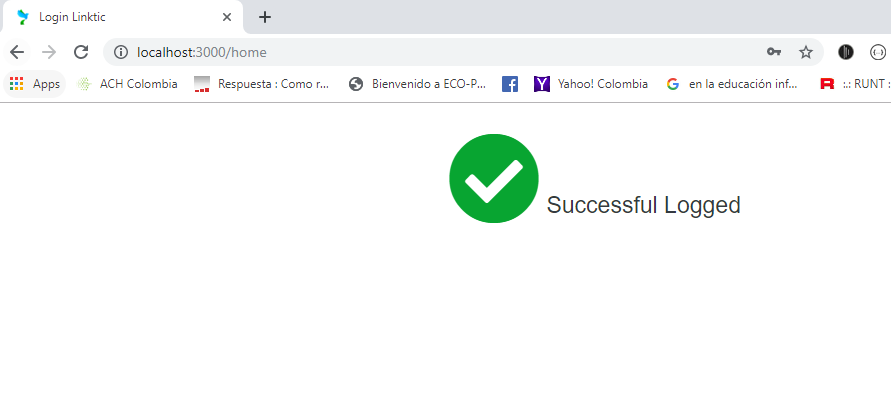 Login Linktic
localhost:3000/home
Apps ACH Colombia Respuesta : Como r... Bienvenido a ECO-P... Yahoo! Colombia en la educación inf... :.: RUNT :
Successful Logged